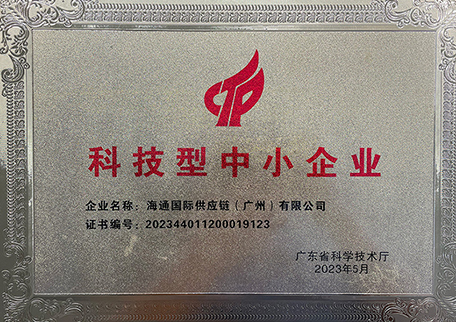 科技型中小企业
企业名称：海通国际供应链（广州）有限公司
证书编号：202344011200019123
广东省科学技术厅
2023年5月